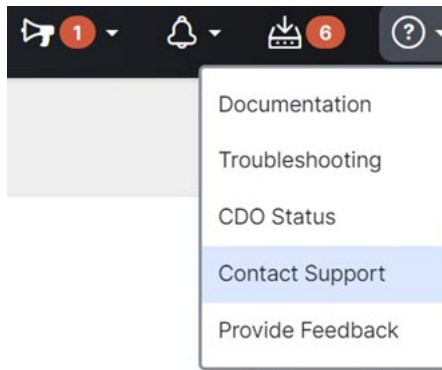 1
6
?
Documentation
Troubleshooting
CDO Status
Contact Support
Provide Feedback